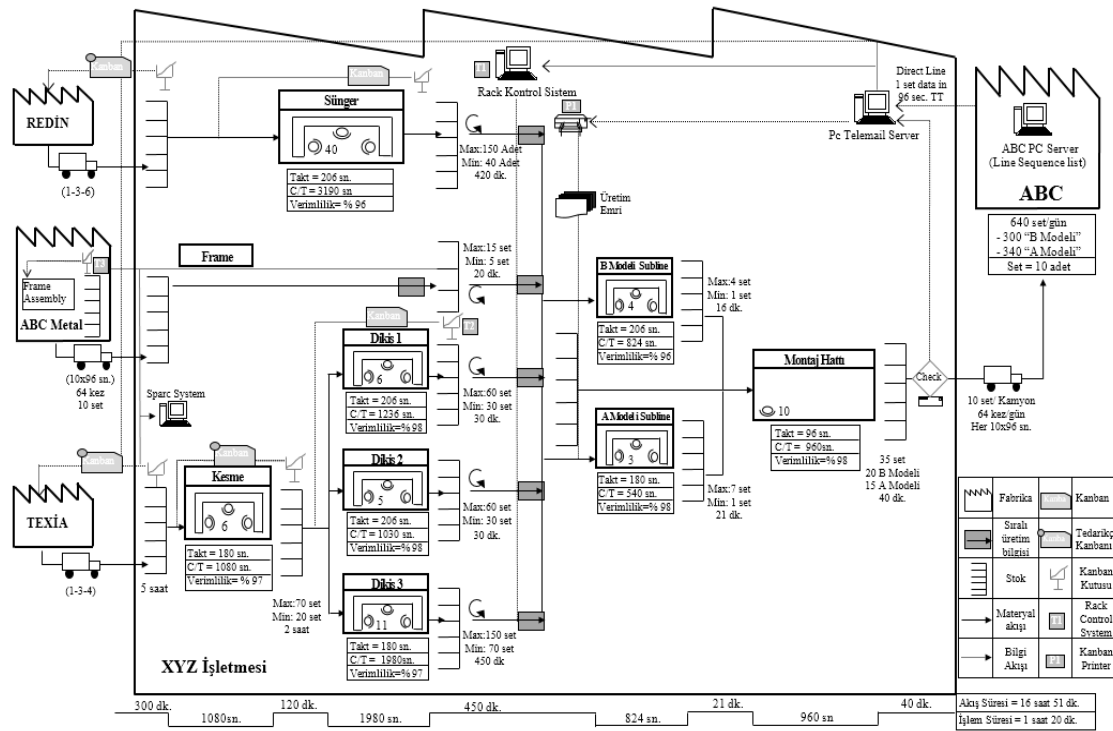 Kanban
REDİN
(1-3-6)
Kanban
Sünger
40
Takt = 206 sn.
C/T = 3190 sn
Verimlilik= % 96
T1
Rack Kontrol Sistem
Max:150 Adet
Min: 40 Adet
420 dk.
P1
Üretim
Emri
Pc Telemail Server
Direct Line
1 set data in
96 sec. TT
ABC PC Server
(Line Sequence list)
ABC
640 set/gün
- 300 “B Modeli”
- 340 “A Modeli”
Set = 10 adet
T3
Frame
Assembly
ABC Metal
(10x96 sn.)
64 kez
10 set
Frame
Max:15 set
Min: 5 set
20 dk.
Sparc System
Kanban
T2
Dikis 1
6
Takt = 206 sn.
C/T = 1236 sn.
Verimlilik=% 98
Max:60 set
Min: 30 set
30 dk.
B Modeli Subline
4
Takt = 206 sn.
C/T = 824 sn.
Verimlilik=% 96
Max:4 set
Min: 1 set
16 dk.
Montaj Hattı
10
Takt = 96 sn.
C/T = 960sn.
Verimlilik=%98
Check
10 set/ Kamyon
64 kez/gün
Her 10x96 sn.
35 set
20 B Modeli
15 A Modeli
40 dk.
A Modeli Subline
3
Takt = 180 sn.
C/T = 540 sn.
Verimlilik=% 98
Max:7 set
Min: 1 set
21 dk.
Kanban
TEXİA
(1-3-4)
5 saat
Kanban
Kesme
6
Takt = 180 sn.
C/T = 1080 sn.
Verimlilik= % 97
Max:70 set
Min: 20 set
2 saat
Dikis 2
5
Takt = 206 sn.
C/T = 1030 sn.
Verimlilik=%98
Max:60 set
Min: 30 set
30 dk.
Dikis 3
11
Takt = 180 sn.
C/T = 1980sn.
Verimlilik=%97
Max:150 set
Min: 70 set
450 dk
XYZ İşletmesi
Fabrika
Kanban
Sıralı
üretim
bilgisi
Tedarikçi
Kanbanı
Stok
Kanban
Kutusu
Materyal
akışı
T1
Rack
Control
System
Bilgi
Akışı
P1
Kanban
Printer
300 dk.
1080sn.
120 dk.
1980 sn.
450 dk.
824 sn.
21 dk.
960 sn
40 dk.
Akış Süresi = 16 saat 51 dk.
İşlem Süresi = 1 saat 20 dk.